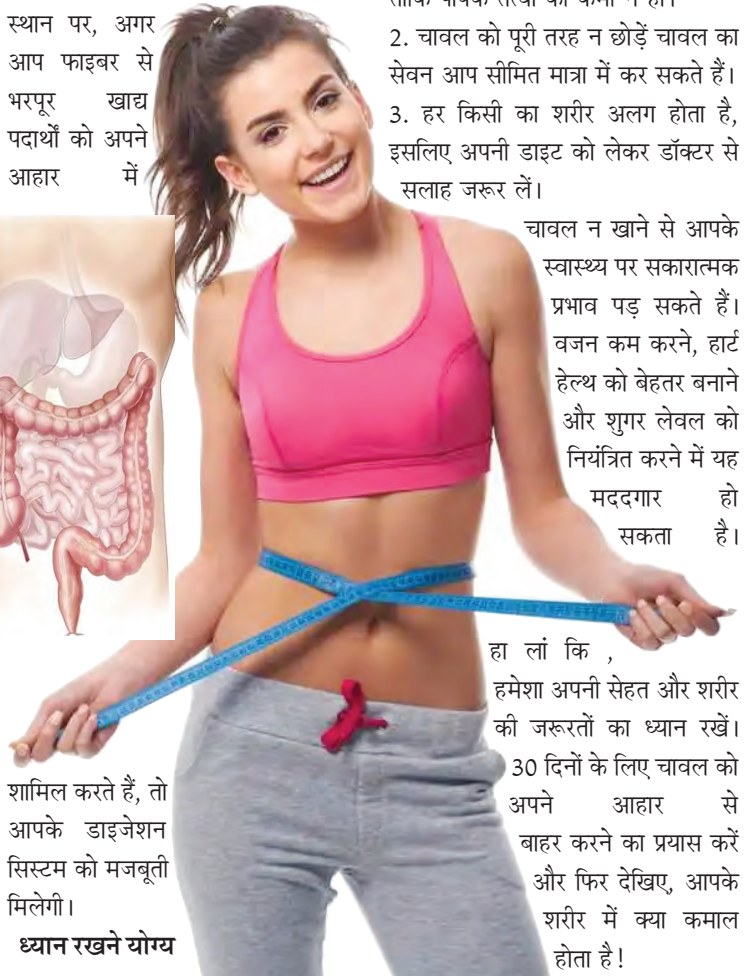 स्थान पर, अगर
आप फाइबर से
भरपूर खाद्य
पदार्थों को अपने
आहार में
शामिल करते हैं, तो
आपके डाइजेशन
सिस्टम को मजबूती
मिलेगी।
ध्यान रखने योग्य
2. चावल को पूरी तरह न छोड़ें चावल का
सेवन आप सीमित मात्रा में कर सकते हैं।
3. हर किसी का शरीर अलग होता है,
इसलिए अपनी डाइट को लेकर डॉक्टर से
सलाह जरूर लें।
चावल न खाने से आपके
स्वास्थ्य पर सकारात्मक
प्रभाव पड़ सकते हैं।
वजन कम करने, हार्ट
हेल्थ को बेहतर बनाने
और शुगर लेवल को
नियंत्रित करने में यह
मददगार हो
सकता है।
हा लां कि ,
हमेशा अपनी सेहत और शरीर
की जरूरतों का ध्यान रखें।
30 दिनों के लिए चावल को
अपने आहार से
बाहर करने का प्रयास करें
और फिर देखिए, आपके
शरीर में क्या कमाल
होता है!